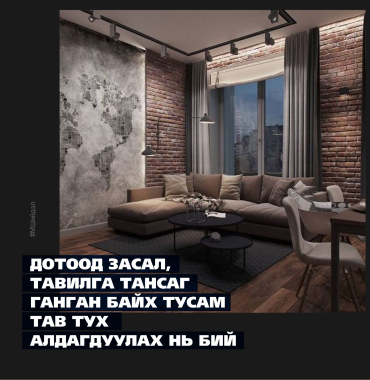 ДОТООД ЗАСАЛ,
ТАВИЛГА ТАНСАГ
ГАНГАН БАЙХ ТУСАМ
ТАВ ТУХ
АЛДАГДУУЛАХ НЬ БИЙ